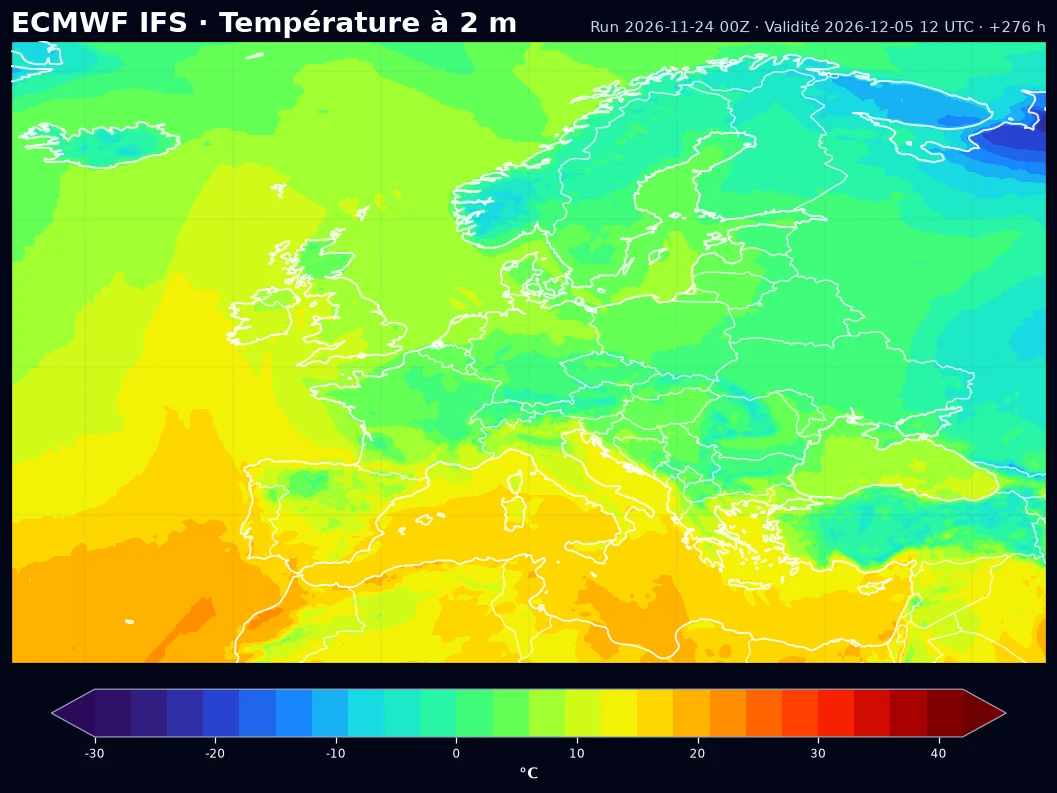 ECMWF IFS · Température à 2 m
Run 2026-11-24 00Z · Validité 2026-12-05 12 UTC · +276 h
-30 -20 -10 0 10 20 30 40
°C